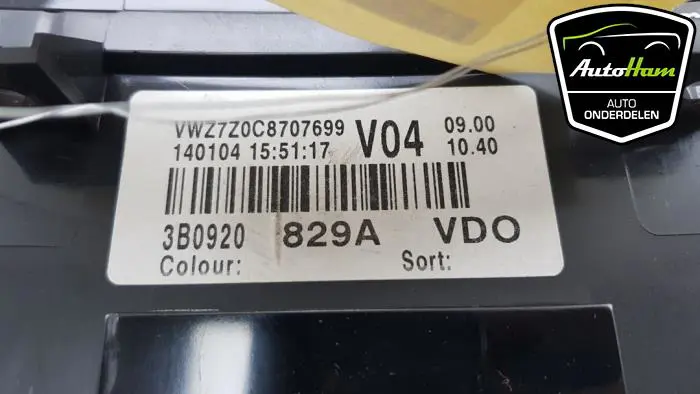 AutoHam
AUTO
ONDERDELEN
VWZ7Z0C8707699 V04 09.00
140104 15:51:17 10.40
3B0920 829A VDO
Colour: Sort: